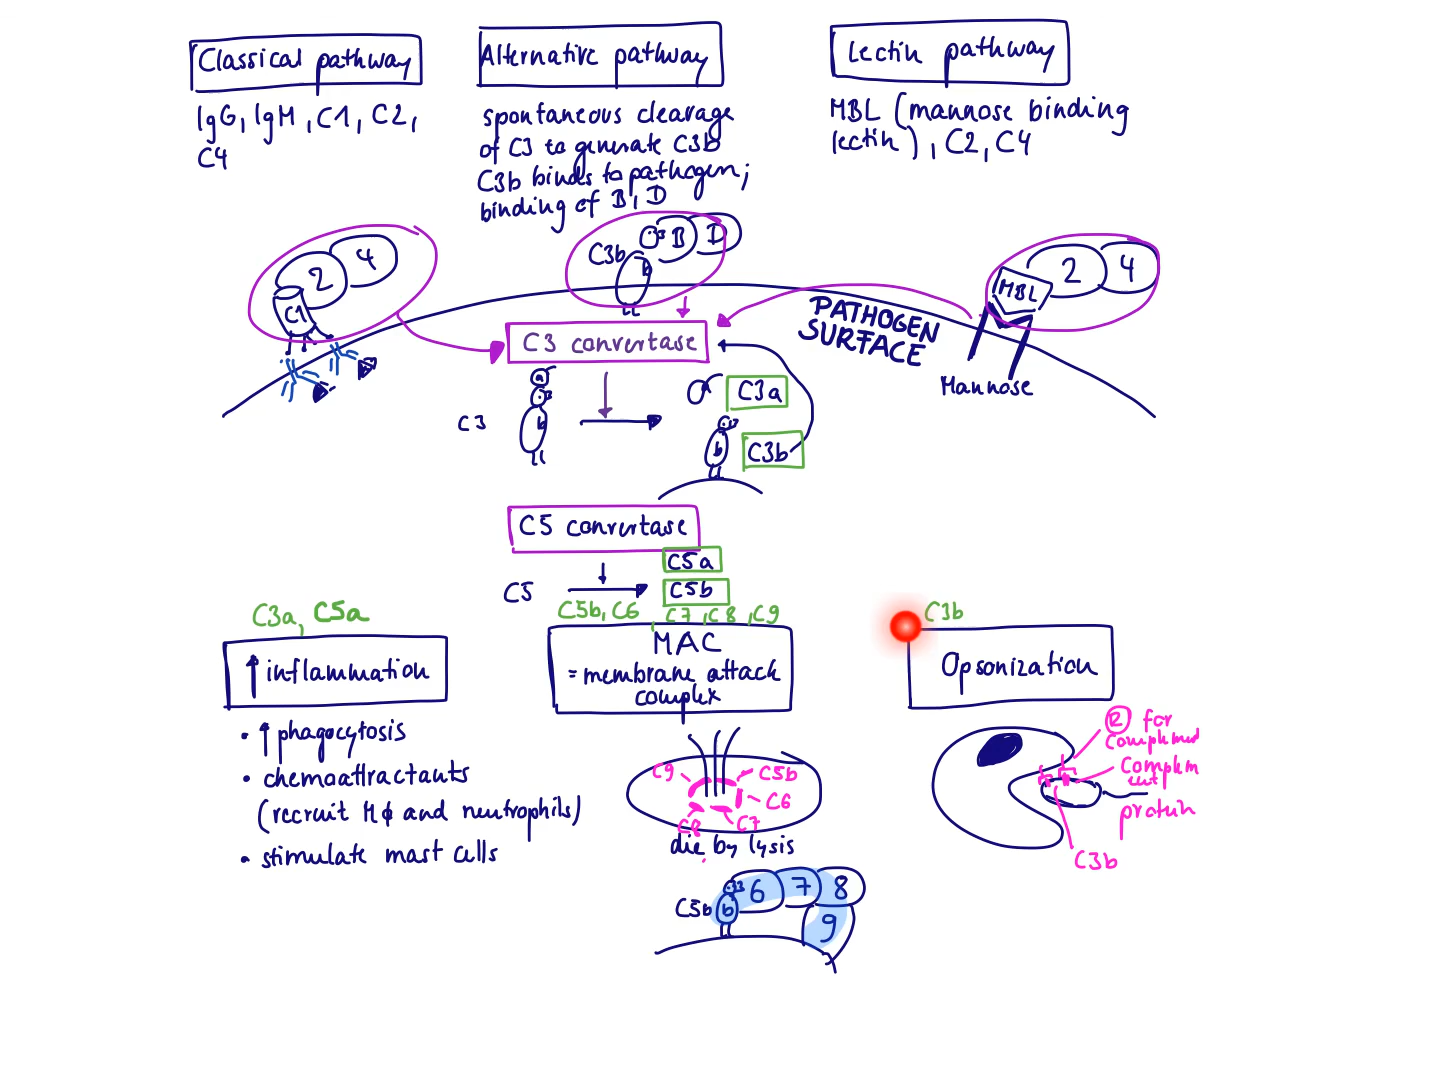 Classical pathway
IgG, IgM, C1, C2,
C4
Alternative pathway
spontaneous cleavage
of C3 to generate C3b
C3b binds to pathogen;
binding of B, D
Lectin pathway
MBL (mannose binding
lectin), C2, C4
2
4
C1
C3b
B
D
b
MBL
2
4
Mannose
PATHOGEN
SURFACE
C3 convertase
C3
a
b
a
C3a
b
C3b
C5 convertase
C5
C5a
C5b
C3a, C5a
↑ inflammation
• ↑ phagocytosis
• chemoattractants
(recruit MΦ and neutrophils)
• stimulate mast cells
C5b, C6, C7, C8, C9
MAC
= membrane attack
complex
C9
C5b
C6
C8
C7
die by lysis
C5b
b
6
7
8
9
C3b
Opsonization
R for
Complement
Complem
ent
protein
C3b